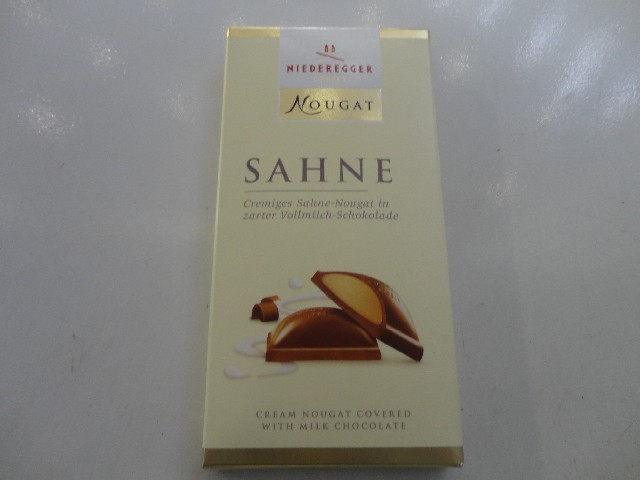 NIEDEREGGER
NOUGAT
SAHNE
Cremiges Sahne-Nougat in
zarter Vollmilch-Schokolade
CREAM NOUGAT COVERED
WITH MILK CHOCOLATE